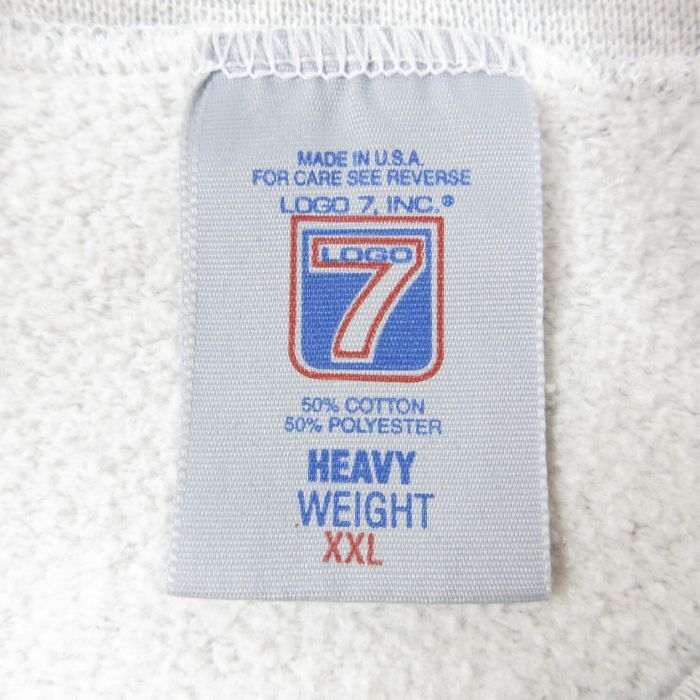 MADE IN U.S.A.
FOR CARE SEE REVERSE
LOGO 7, INC.®
LOGO
7
50% COTTON
50% POLYESTER
HEAVY
WEIGHT
XXL